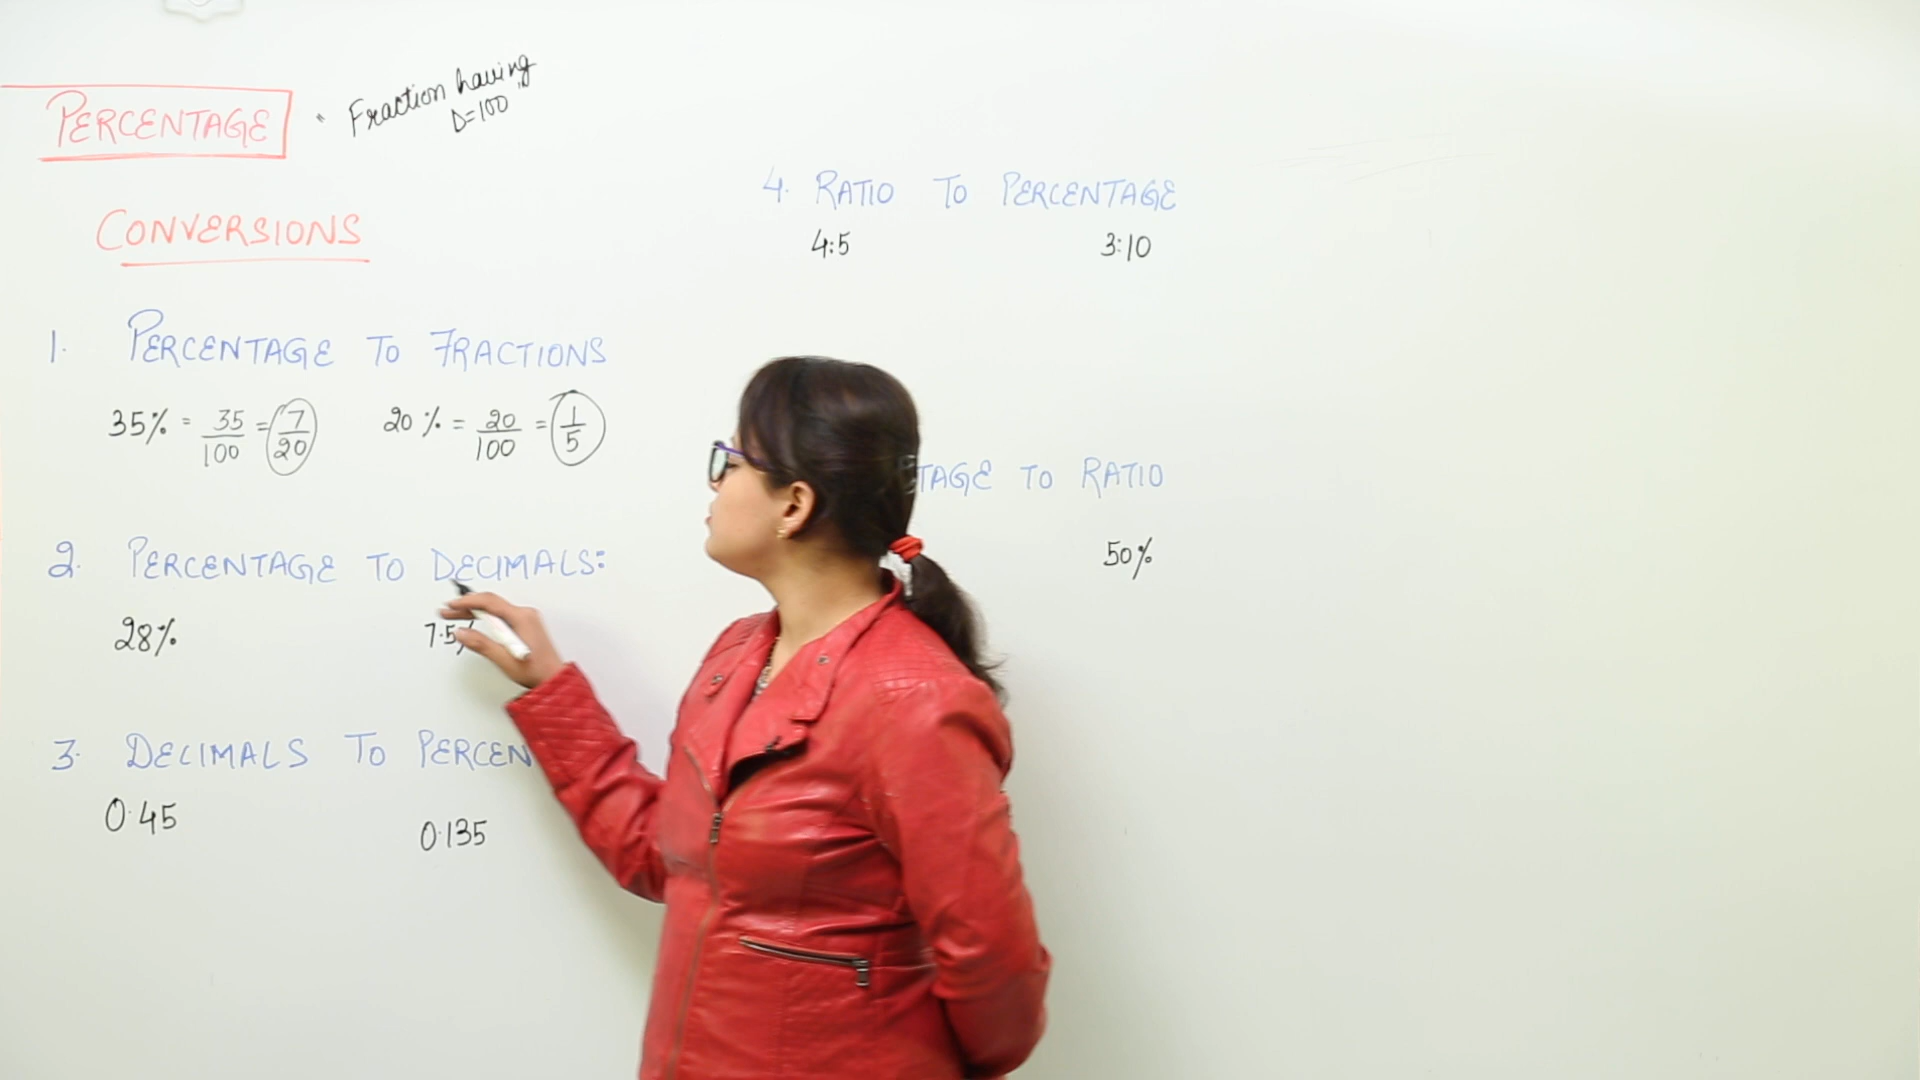 PERCENTAGE
Fraction having
D=100
CONVERSIONS
1. PERCENTAGE TO FRACTIONS
35% = 35/100 = 7/20 20% = 20/100 = 1/5
2. PERCENTAGE TO DECIMALS:
28% 7.5%
3. DECIMALS TO PERCEN
0.45 0.135
4. RATIO TO PERCENTAGE
4:5 3:10
TAGE TO RATIO
50%